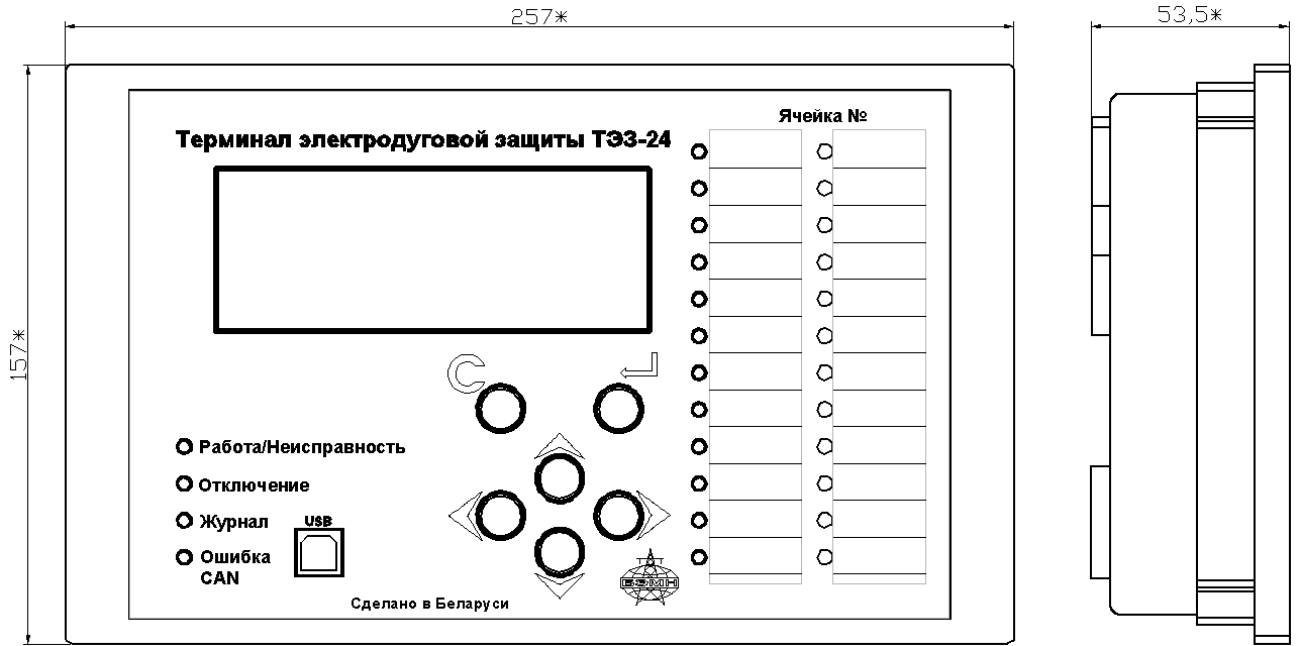 257*
53,5*
157*
Ячейка №
Терминал электродуговой защиты ТЭЗ-24
C
Работа/Неисправность
Отключение
Журнал
USB
Ошибка
CAN
БЭМН
Сделано в Беларуси